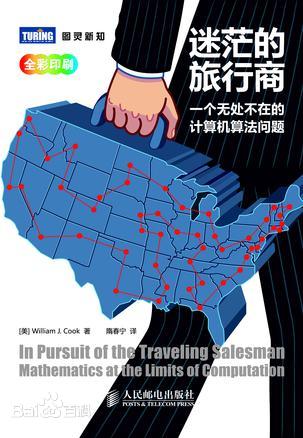 TURING 图灵新知
全彩印刷
迷茫的
旅行商
一个无处不在的
计算机算法问题
[美] William J. Cook 著 隋春宁 译
In Pursuit of the Traveling Salesman
Mathematics at the Limits of Computation
Bai百科
人民邮电出版社
POSTS & TELECOM PRESS